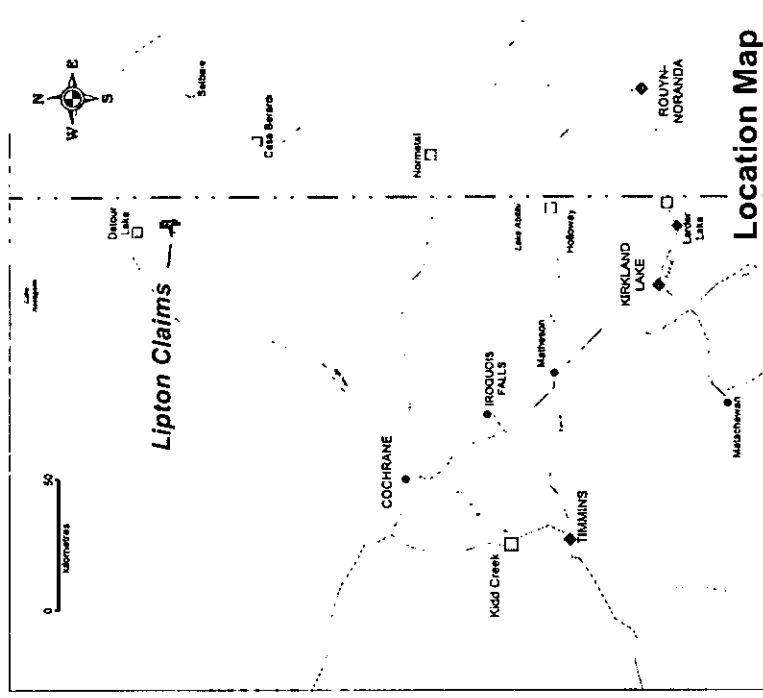 N
W
E
S
Selbaie
Casa Berardi
Detour
Lake
Lipton Claims
Normetal
0
50
kilometres
Lake Abitibi
Holloway
COCHRANE
IROQUOIS
FALLS
Matheson
Kidd Creek
TIMMINS
KIRKLAND
LAKE
Larder
Lake
ROUYN-
NORANDA
Matachewan
Location Map